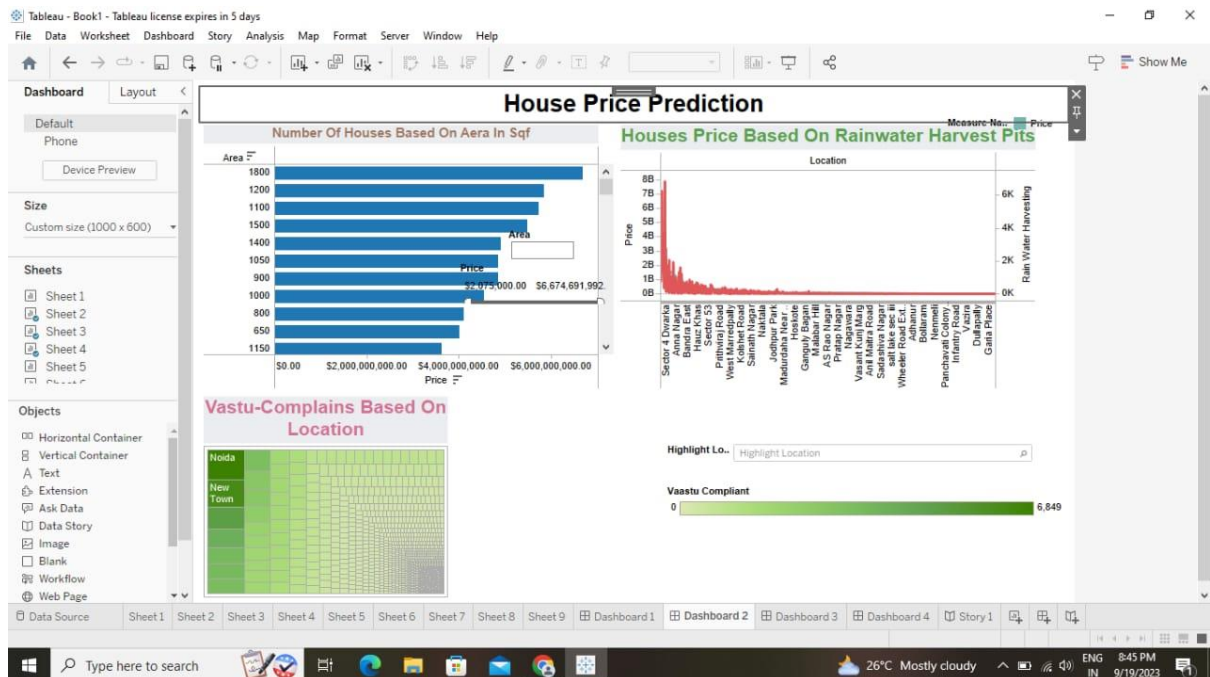 Tableau - Book1 - Tableau license expires in 5 days
File Data Worksheet Dashboard Story Analysis Map Format Server Window Help
Show Me
Dashboard Layout
Default
Phone
Device Preview
Size
Custom size (1000 x 600)
Sheets
Sheet 1
Sheet 2
Sheet 3
Sheet 4
Sheet 5
Objects
Horizontal Container
Vertical Container
Text
Extension
Ask Data
Data Story
Image
Blank
Workflow
Web Page
House Price Prediction
Number Of Houses Based On Aera In Sqf
Area
1800
1200
1100
1500
1400
1050
900
1000
800
650
1150
Area
Price
$2,075,000.00 $6,674,691,992.
$0.00 $2,000,000,000.00 $4,000,000,000.00 $6,000,000,000.00
Price
Measure Na.. Price
Houses Price Based On Rainwater Harvest Pits
Location
8B
7B
6B
5B
4B
3B
2B
1B
0B
Price
6K
4K
2K
0K
Rain Water Harvesting
Sector 4 Dwarka
Anna Nagar
Bandra East
Hauz Khas
Sector 53
Prithviraj Road
West Marredpally
Kolshet Road
Sainath Nagar
Naktala
Jodhpur Park
Madurdaha Near ..
Hoskote
Ganguly Bagan
Malabar Hill
AS Rao Nagar
Pratap Nagar
Nagawara
Vasant Kunj Marg
Anil Maitra Road
Sadashiva Nagar
salt lake sec iii
Wheeler Road Ext..
Adhanur
Bollaram
Nenmeli
Panchavati Colony
Infantry Road
Vazira
Dullapally
Garia Place
Vastu-Complains Based On
Location
Noida
New
Town
Highlight Lo.. Highlight Location
Vaastu Compliant
0 6,849
Data Source Sheet 1 Sheet 2 Sheet 3 Sheet 4 Sheet 5 Sheet 6 Sheet 7 Sheet 8 Sheet 9 Dashboard 1 Dashboard 2 Dashboard 3 Dashboard 4 Story 1
Type here to search
26°C Mostly cloudy
ENG
IN
8:45 PM
9/19/2023